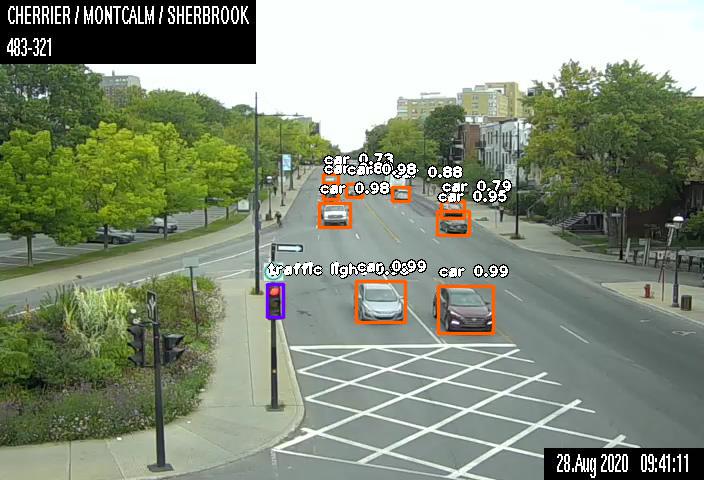 CHERRIER / MONTCALM / SHERBROOK
483-321
car 0.73
car 0.98
0.88
car 0.98
car 0.79
car 0.95
traffic light
car 0.99
car 0.99
28.Aug 2020 09:41:11